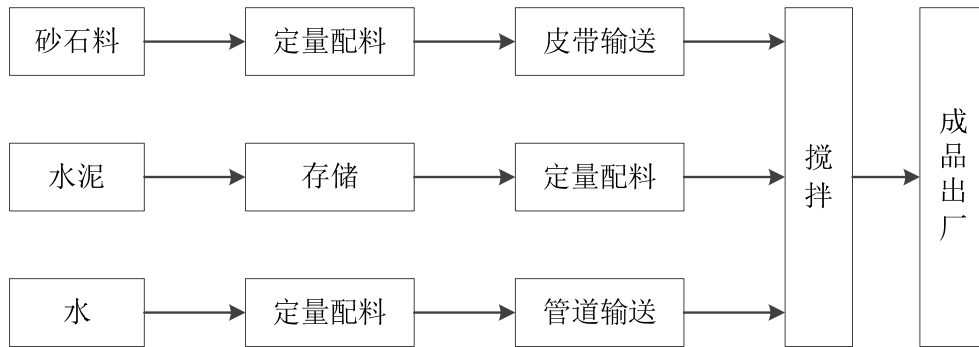 砂石料
定量配料
皮带输送
水泥
存储
定量配料
水
定量配料
管道输送
搅拌
成品出厂